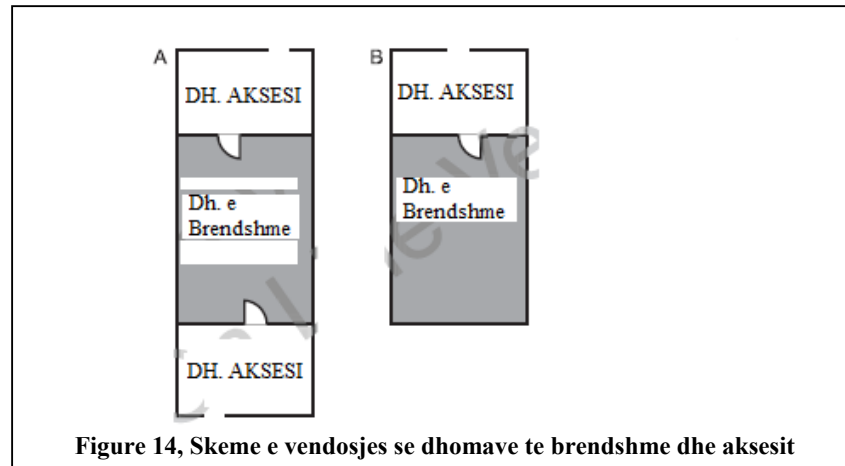 A
DH. AKSESI
Dh. e
Brendshme
DH. AKSESI
B
DH. AKSESI
Dh. e
Brendshme
Figure 14, Skeme e vendosjes se dhomave te brendshme dhe aksesit